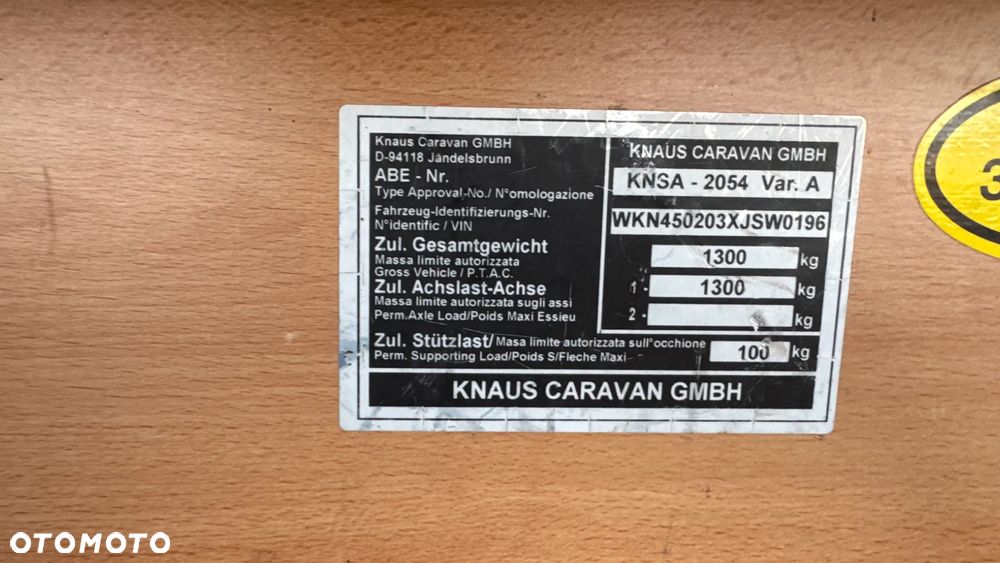 Knaus Caravan GMBH
D-94118 Jandelsbrunn
ABE - Nr.
Type Approval-No./ N°omologazione
Fahrzeug-Identifizierungs-Nr.
N°identific / VIN
Zul. Gesamtgewicht
Massa limite autorizzata
Gross Vehicle / P.T.A.C.
Zul. Achslast-Achse
Massa limite autorizzata sugli assi
Perm.Axle Load/Poids Maxi Essieu
KNAUS CARAVAN GMBH
KNSA - 2054 Var. A
WKN450203XJSW0196
1300 kg
1 - 1300 kg
2 - kg
Zul. Stützlast/ Masa limite autorizzata sull'occhione
Perm. Supporting Load/Poids S/Fleche Maxi
100 kg
KNAUS CARAVAN GMBH
3
OTOMOTO